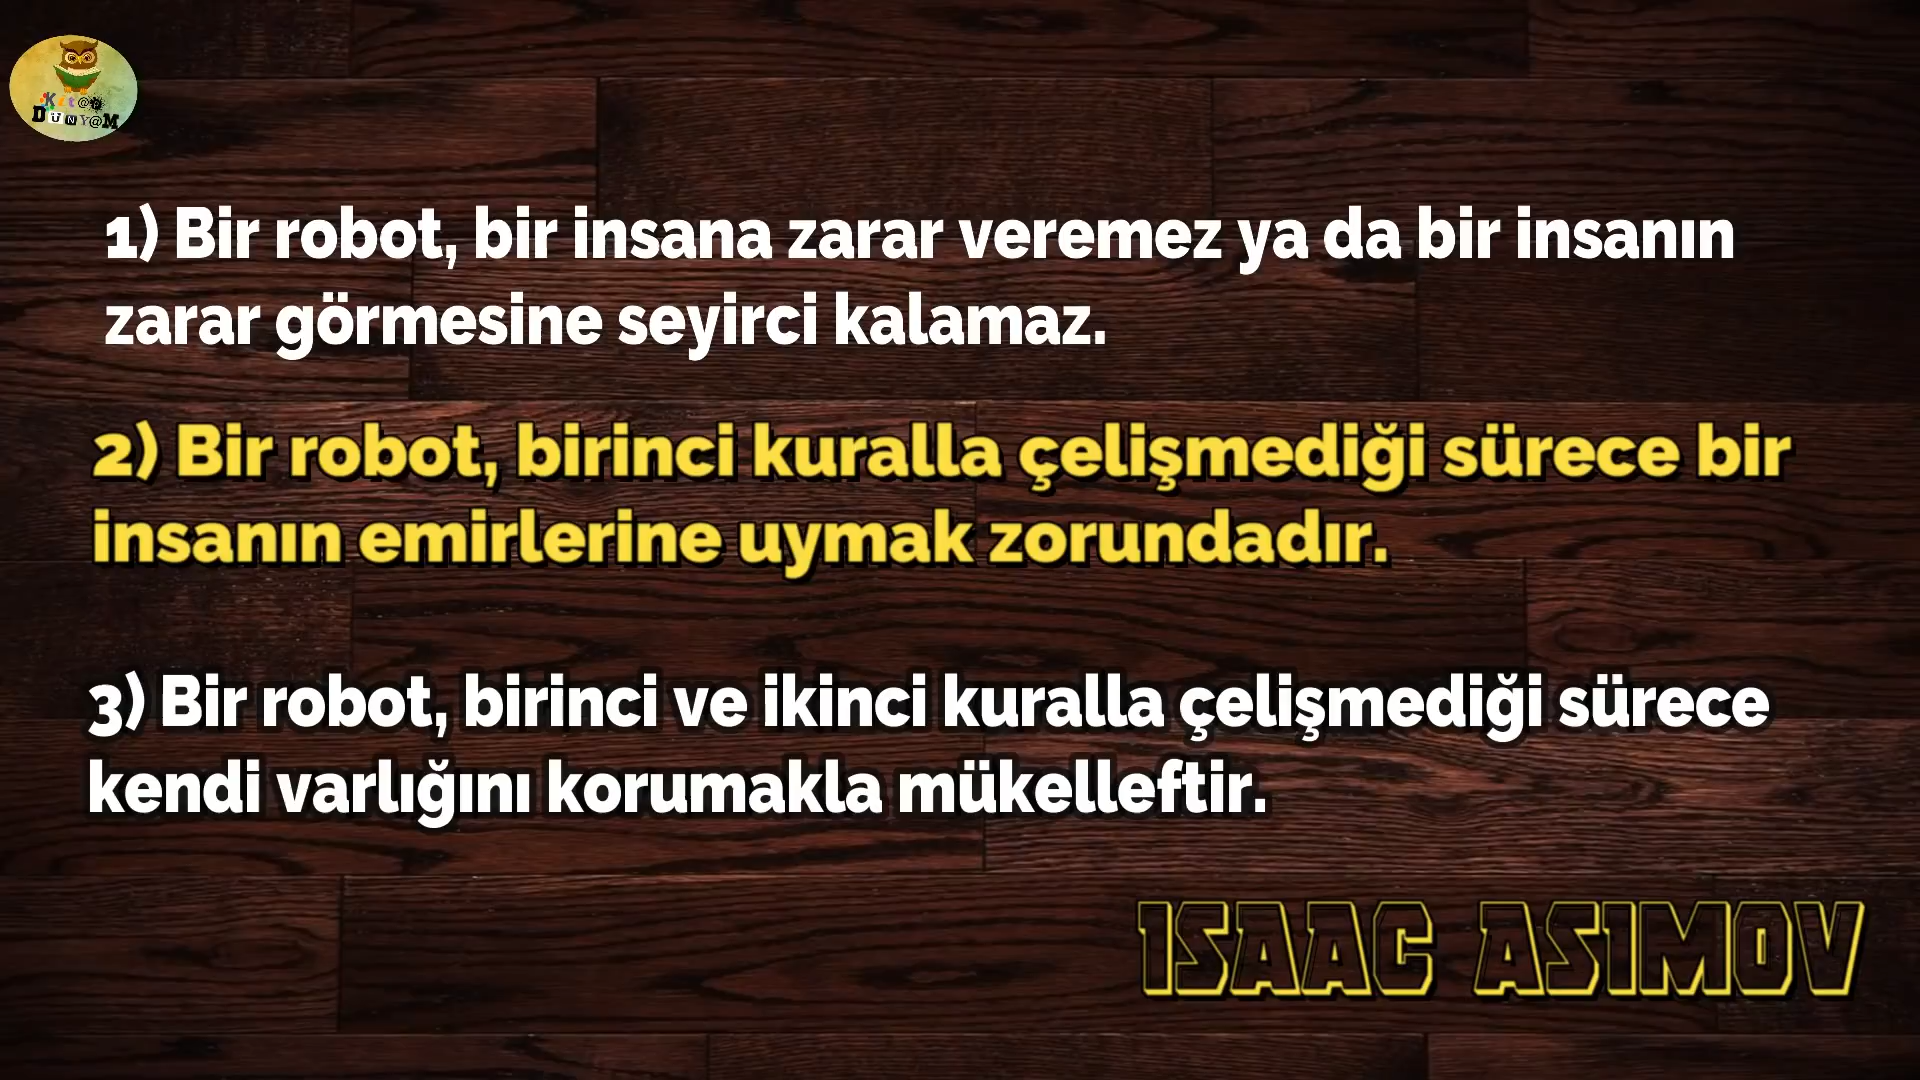 Kit@p
DÜNY@M
1) Bir robot, bir insana zarar veremez ya da bir insanın
zarar görmesine seyirci kalamaz.
2) Bir robot, birinci kuralla çelişmediği sürece bir
insanın emirlerine uymak zorundadır.
3) Bir robot, birinci ve ikinci kuralla çelişmediği sürece
kendi varlığını korumakla mükelleftir.
ISAAC ASIMOV